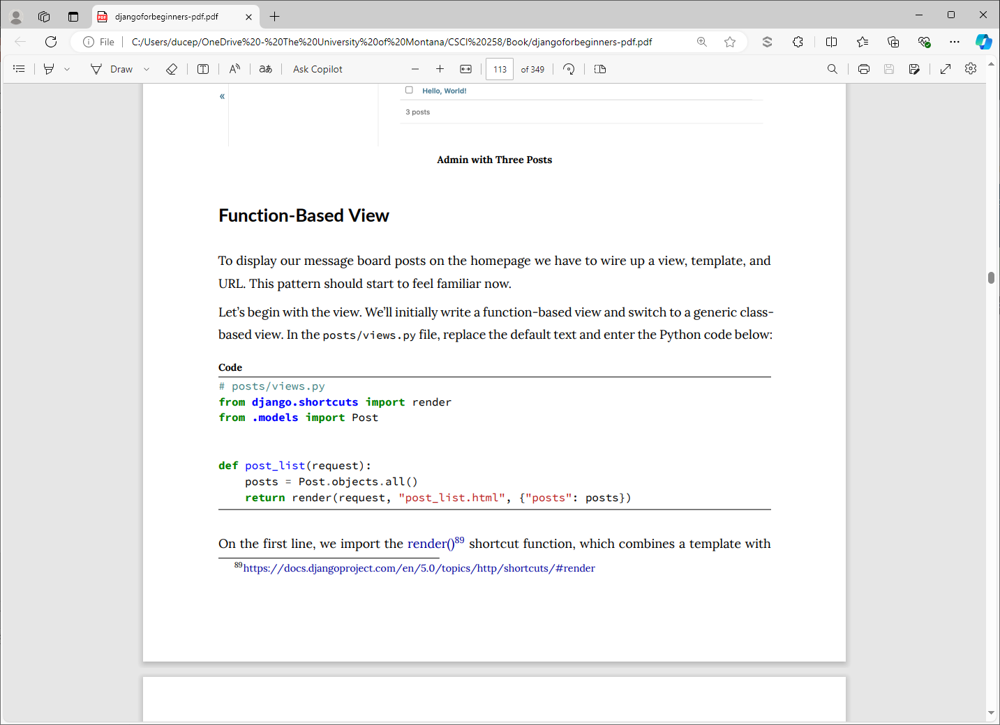 djangoforbeginners-pdf.pdf
File C:/Users/ducep/OneDrive%20-%20The%20University%20of%20Montana/CSCI%20258/Book/djangoforbeginners-pdf.pdf
Draw aあ Ask Copilot 113 of 349
« Hello, World!
3 posts
Admin with Three Posts
Function-Based View
To display our message board posts on the homepage we have to wire up a view, template, and
URL. This pattern should start to feel familiar now.
Let’s begin with the view. We’ll initially write a function-based view and switch to a generic class-
based view. In the posts/views.py file, replace the default text and enter the Python code below:
Code
# posts/views.py
from django.shortcuts import render
from .models import Post
def post_list(request):
    posts = Post.objects.all()
    return render(request, "post_list.html", {"posts": posts})
On the first line, we import the render()89 shortcut function, which combines a template with
89https://docs.djangoproject.com/en/5.0/topics/http/shortcuts/#render